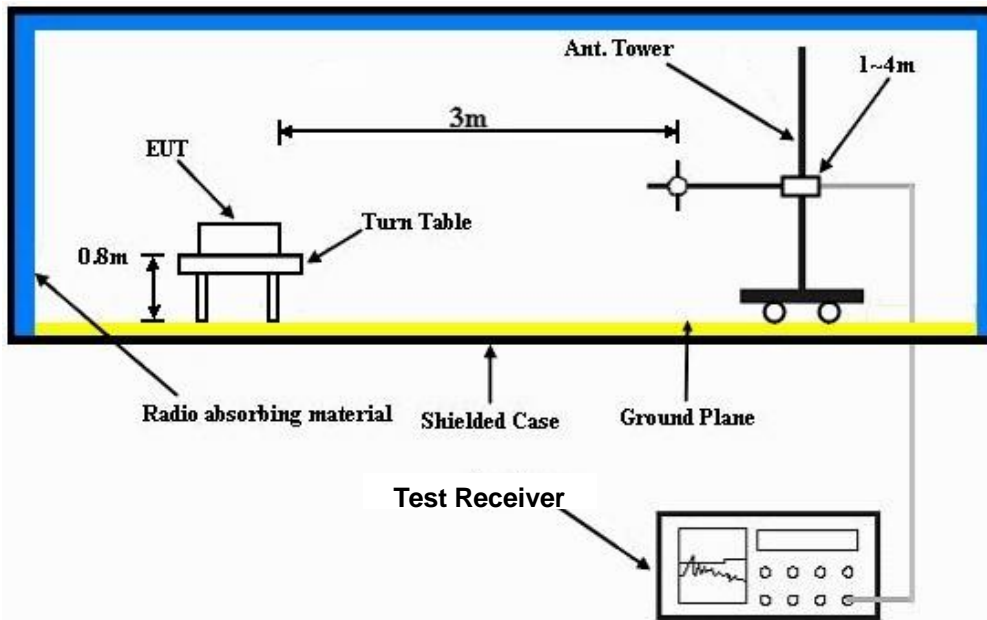 Ant. Tower
1~4m
3m
EUT
Turn Table
0.8m
Radio absorbing material
Shielded Case
Ground Plane
Test Receiver